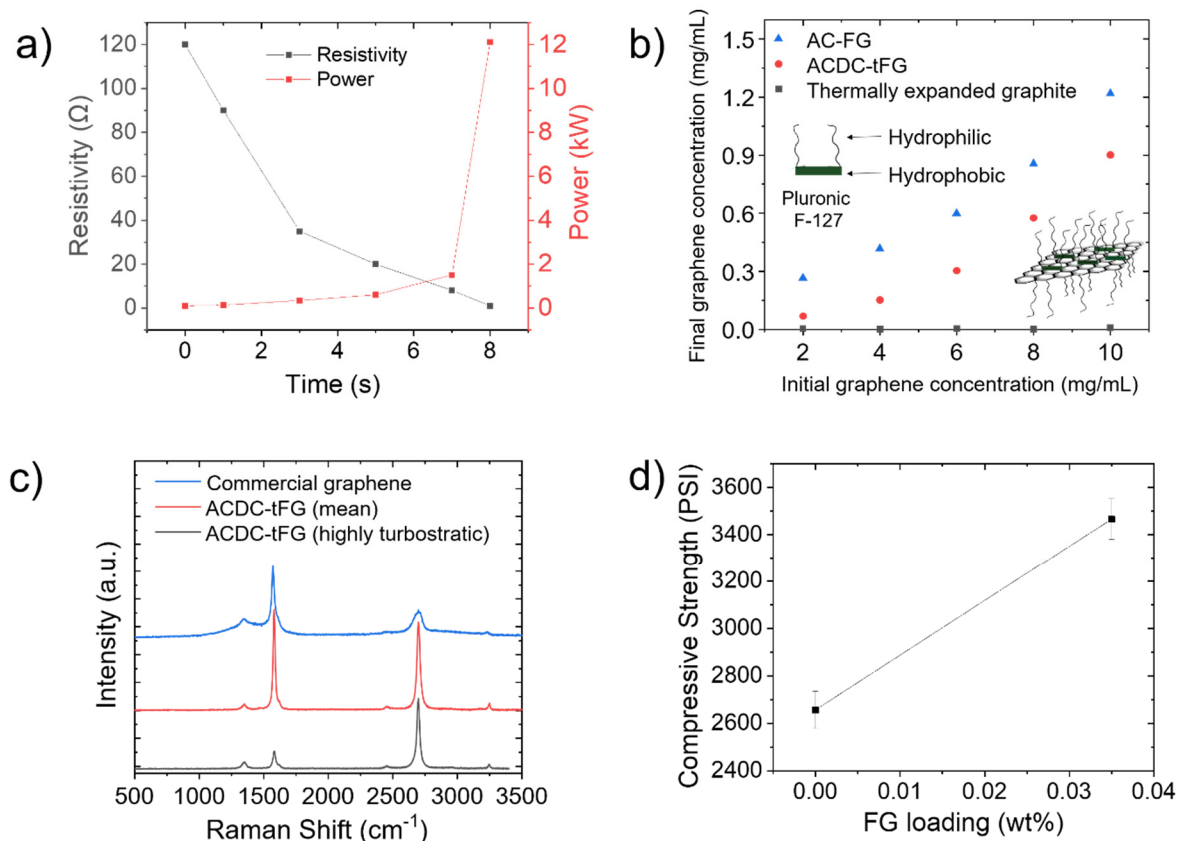 a)
Resistivity
Power
Resistivity (Ω)
120
100
80
60
40
20
0
Power (kW)
12
10
8
6
4
2
0
0
2
4
6
8
Time (s)
b)
AC-FG
ACDC-tFG
Thermally expanded graphite
Hydrophilic
Hydrophobic
Pluronic
F-127
Final graphene concentration (mg/mL)
1.5
1.2
0.9
0.6
0.3
0.0
2
4
6
8
10
Initial graphene concentration (mg/mL)
c)
Commercial graphene
ACDC-tFG (mean)
ACDC-tFG (highly turbostratic)
Intensity (a.u.)
500
1000
1500
2000
2500
3000
3500
Raman Shift (cm⁻¹)
d)
Compressive Strength (PSI)
3600
3400
3200
3000
2800
2600
2400
0.00
0.01
0.02
0.03
0.04
FG loading (wt%)